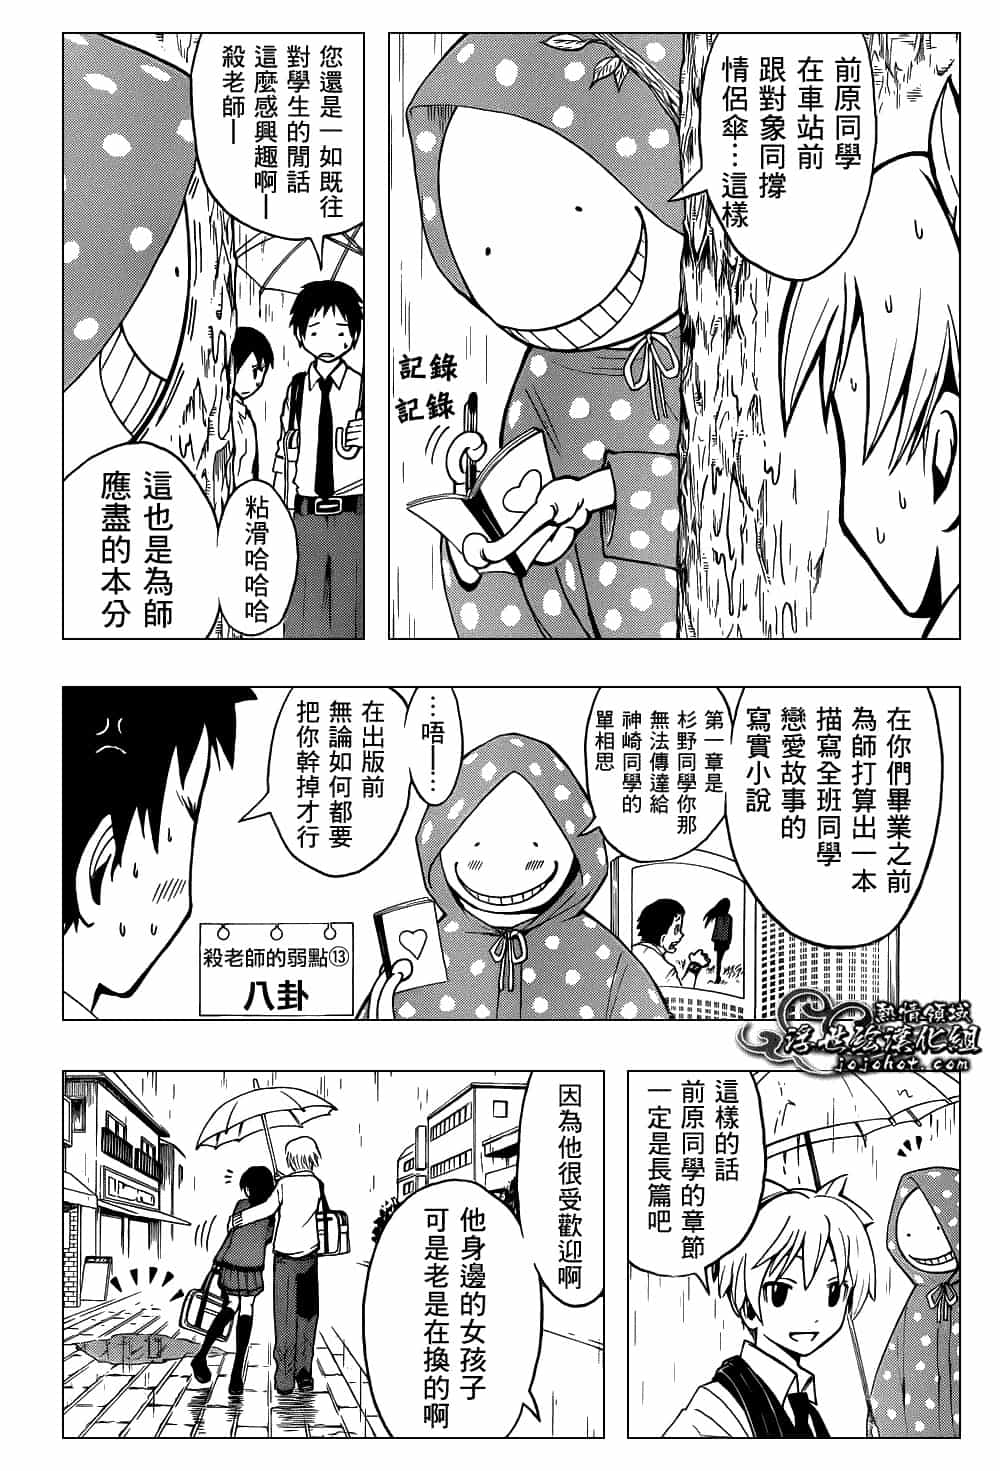 前原同學
在車站前
跟對象同撐
情侶傘…這樣
記錄
記錄
您還是一如既往
對學生的閒話
這麼感興趣啊ー
殺老師ー
粘滑哈哈哈
這也是為師
應盡的本分
在你們畢業之前
為師打算出一本
描寫全班同學
戀愛故事的
寫實小說
第一章是
杉野同學你那
無法傳達給
神崎同學的
單相思
…唔ー…
在出版前
無論如何都要
把你幹掉才行
殺老師的弱點⑬
八卦
熱情領域
浮世繪漢化組
jojohot.com
這樣的話
前原同學的章節
一定是長篇吧
因為他很受歡迎啊
他身邊的女孩子
可是老是在換的啊